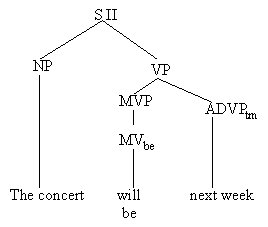 S II
NP
VP
MVP
ADVPtm
MVbe
The concert
will
next week
be